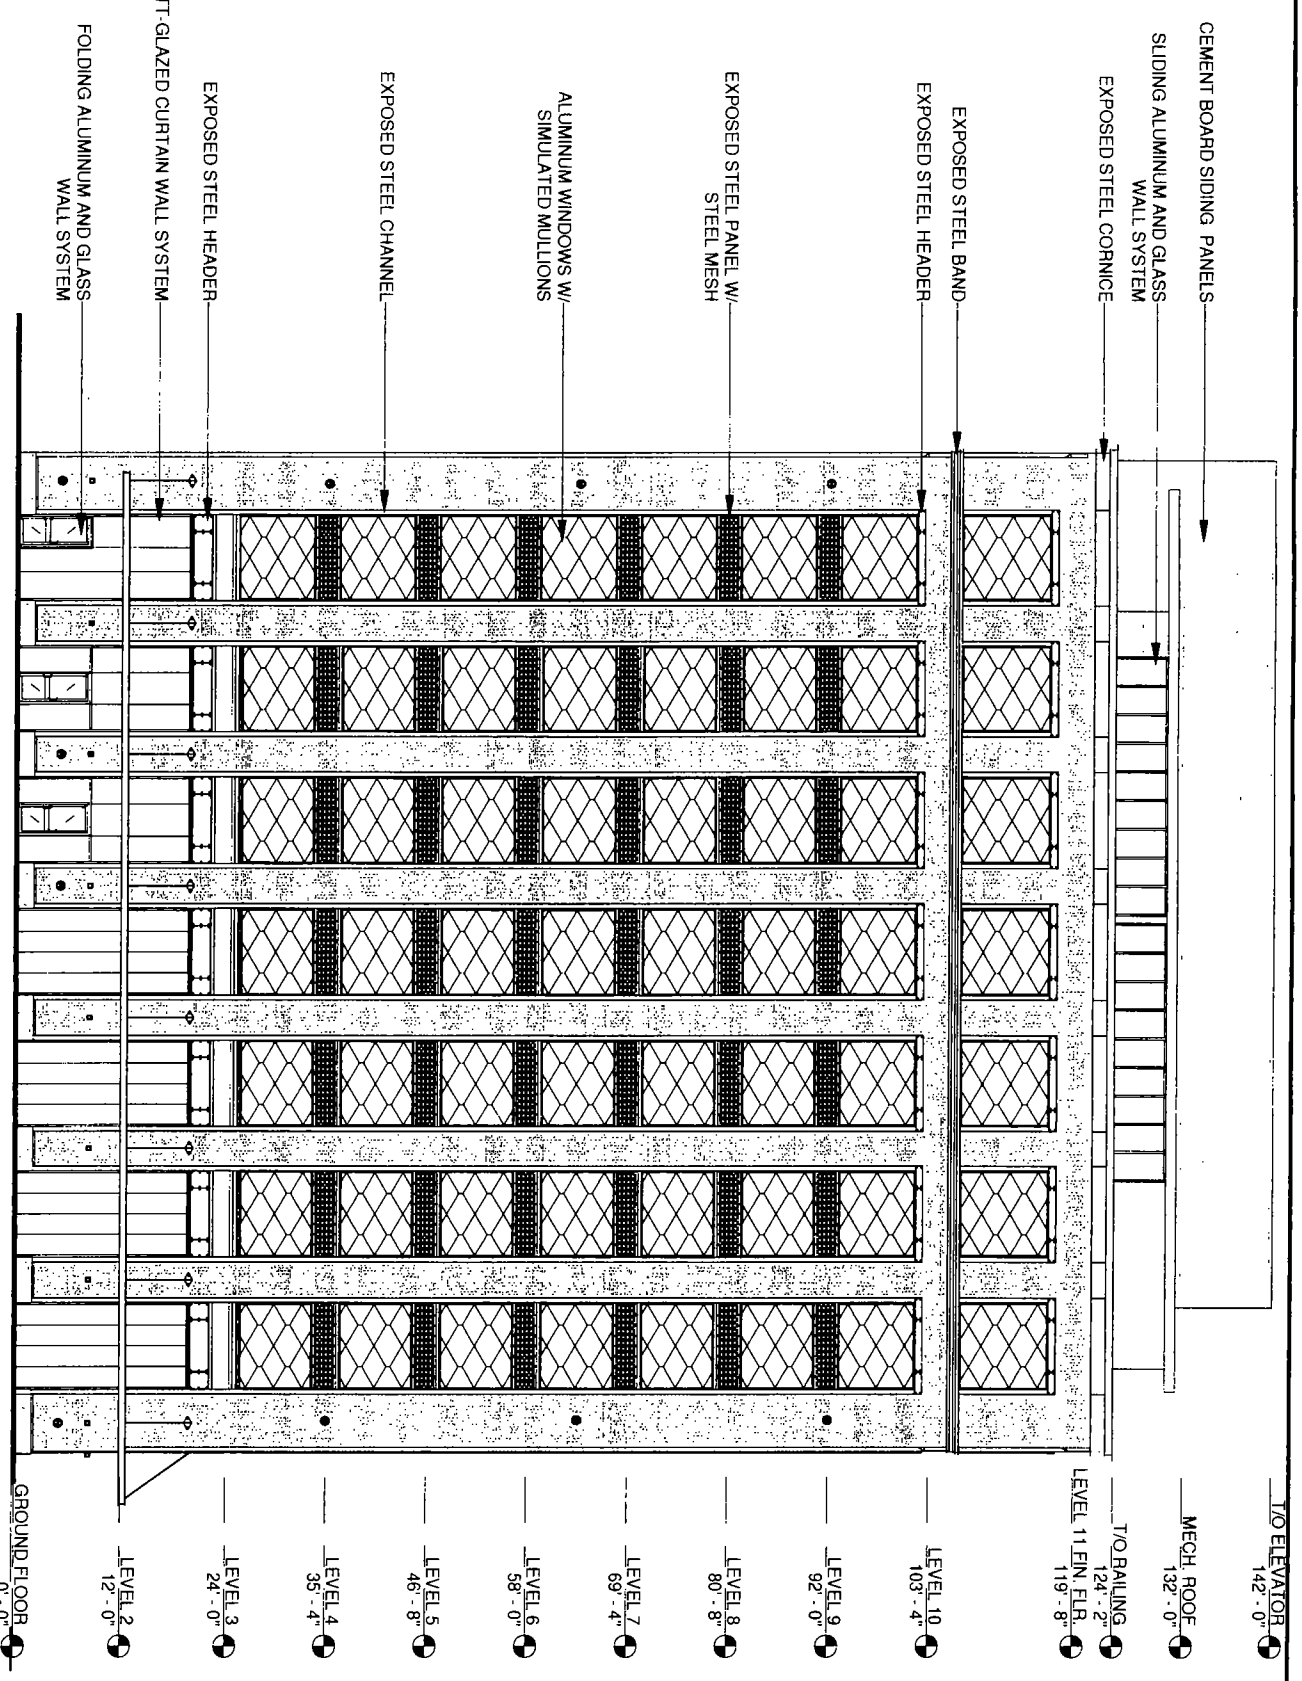 CEMENT BOARD SIDING PANELS
SLIDING ALUMINUM AND GLASS
WALL SYSTEM
EXPOSED STEEL CORNICE
EXPOSED STEEL BAND
EXPOSED STEEL HEADER
EXPOSED STEEL PANEL W/
STEEL MESH
ALUMINUM WINDOWS W/
SIMULATED MULLIONS
EXPOSED STEEL CHANNEL
EXPOSED STEEL HEADER
TT-GLAZED CURTAIN WALL SYSTEM
FOLDING ALUMINUM AND GLASS
WALL SYSTEM
T/O ELEVATOR
142' - 0"
MECH. ROOF
132' - 0"
T/O RAILING
124' - 2"
LEVEL 11 FIN. FLR.
119' - 8"
LEVEL 10
103' - 4"
LEVEL 9
92' - 0"
LEVEL 8
80' - 8"
LEVEL 7
69' - 4"
LEVEL 6
58' - 0"
LEVEL 5
46' - 8"
LEVEL 4
35' - 4"
LEVEL 3
24' - 0"
LEVEL 2
12' - 0"
GROUND FLOOR
0' - 0"